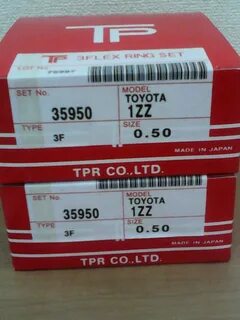 TP
TP 3FLEX RING SET
LOT No.
SET No. 35950 MODEL TOYOTA 1ZZ
TYPE 3F SIZE 0.50
MADE IN JAPAN
TPR CO.,LTD.
SET No. 35950 MODEL TOYOTA 1ZZ
TYPE 3F SIZE 0.50
MADE IN JAPAN
TPR CO.,LTD.